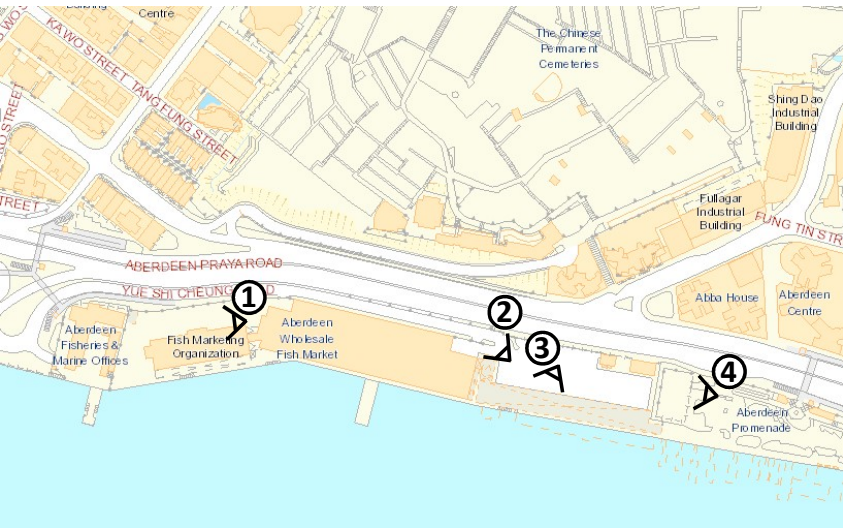 Centre
KA WO STREET
TANG FUNG STREET
The Chinese
Permanent
Cemeteries
Shing Dao
Industrial
Building
Fullagar
Industrial
Building
FUNG TIN STR
STREET
ABERDEEN PRAYA ROAD
YUE SHI CHEUNG
1
Aberdeen
Fisheries &
Marine Offices
Fish Marketing
Organization
Aberdeen
Wholesale
Fish Market
2
3
4
Abba House
Aberdeen
Centre
Aberdeen
Promenade